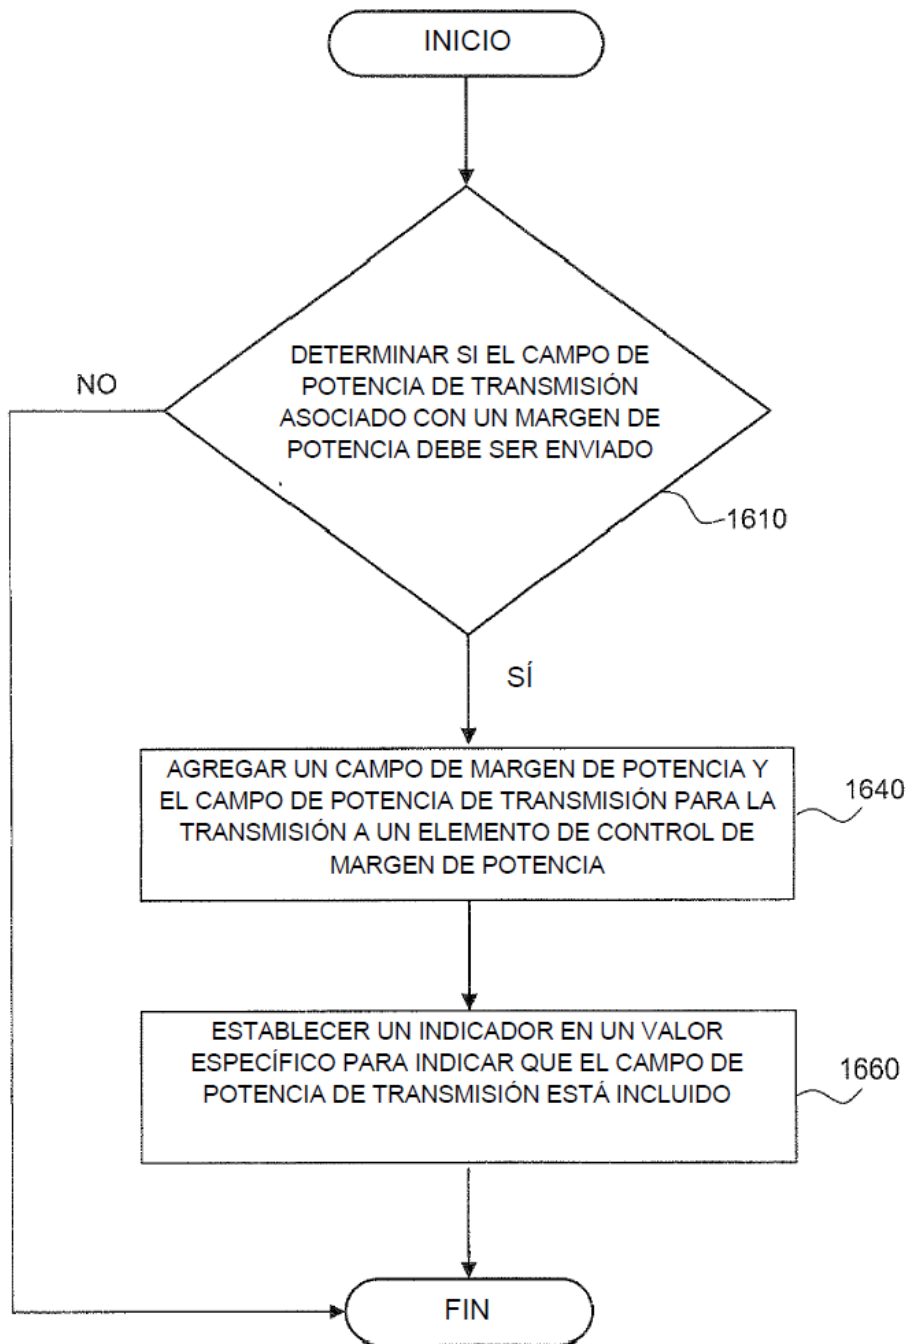 INICIO
DETERMINAR SI EL CAMPO DE
POTENCIA DE TRANSMISIÓN
ASOCIADO CON UN MARGEN DE
POTENCIA DEBE SER ENVIADO
NO
1610
SÍ
AGREGAR UN CAMPO DE MARGEN DE POTENCIA Y
EL CAMPO DE POTENCIA DE TRANSMISIÓN PARA LA
TRANSMISIÓN A UN ELEMENTO DE CONTROL DE
MARGEN DE POTENCIA
1640
ESTABLECER UN INDICADOR EN UN VALOR
ESPECÍFICO PARA INDICAR QUE EL CAMPO DE
POTENCIA DE TRANSMISIÓN ESTÁ INCLUIDO
1660
FIN